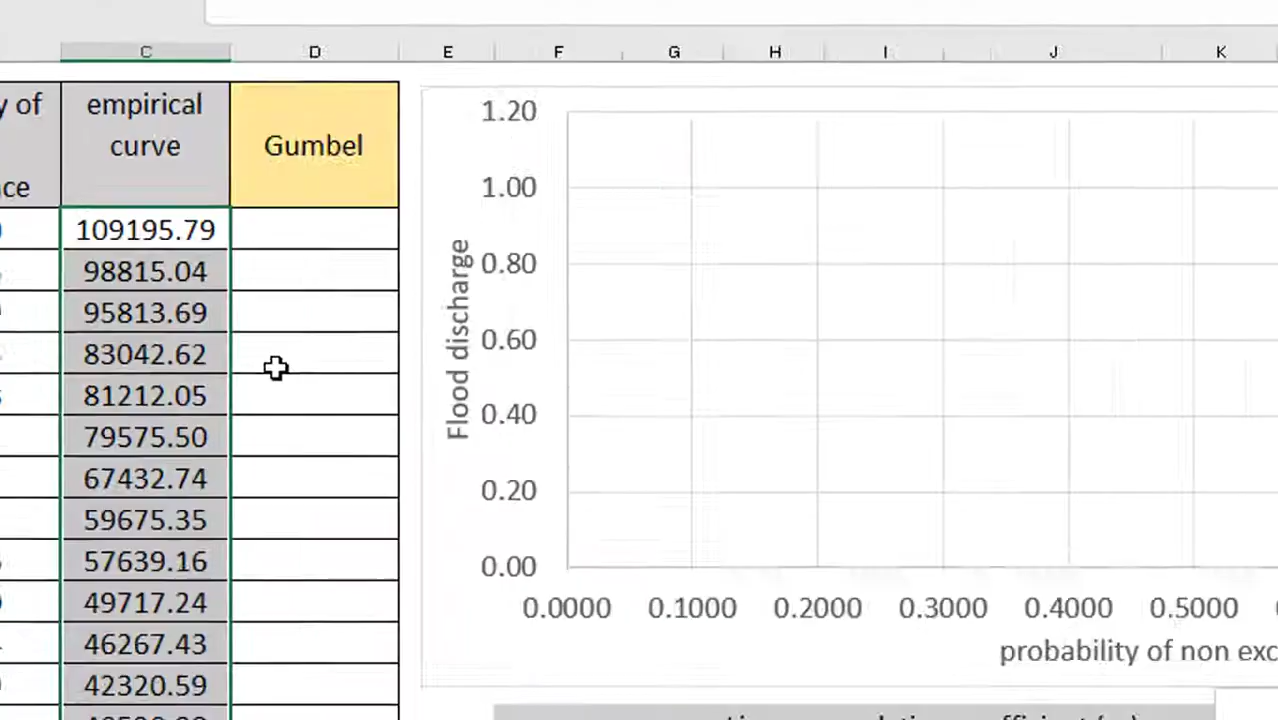 C D E F G H I J K
y of empirical
curve
Gumbel
ce
109195.79
98815.04
95813.69
83042.62
81212.05
79575.50
67432.74
59675.35
57639.16
49717.24
46267.43
42320.59
1.20
1.00
0.80
0.60
0.40
0.20
0.00
Flood discharge
0.0000 0.1000 0.2000 0.3000 0.4000 0.5000
probability of non exc